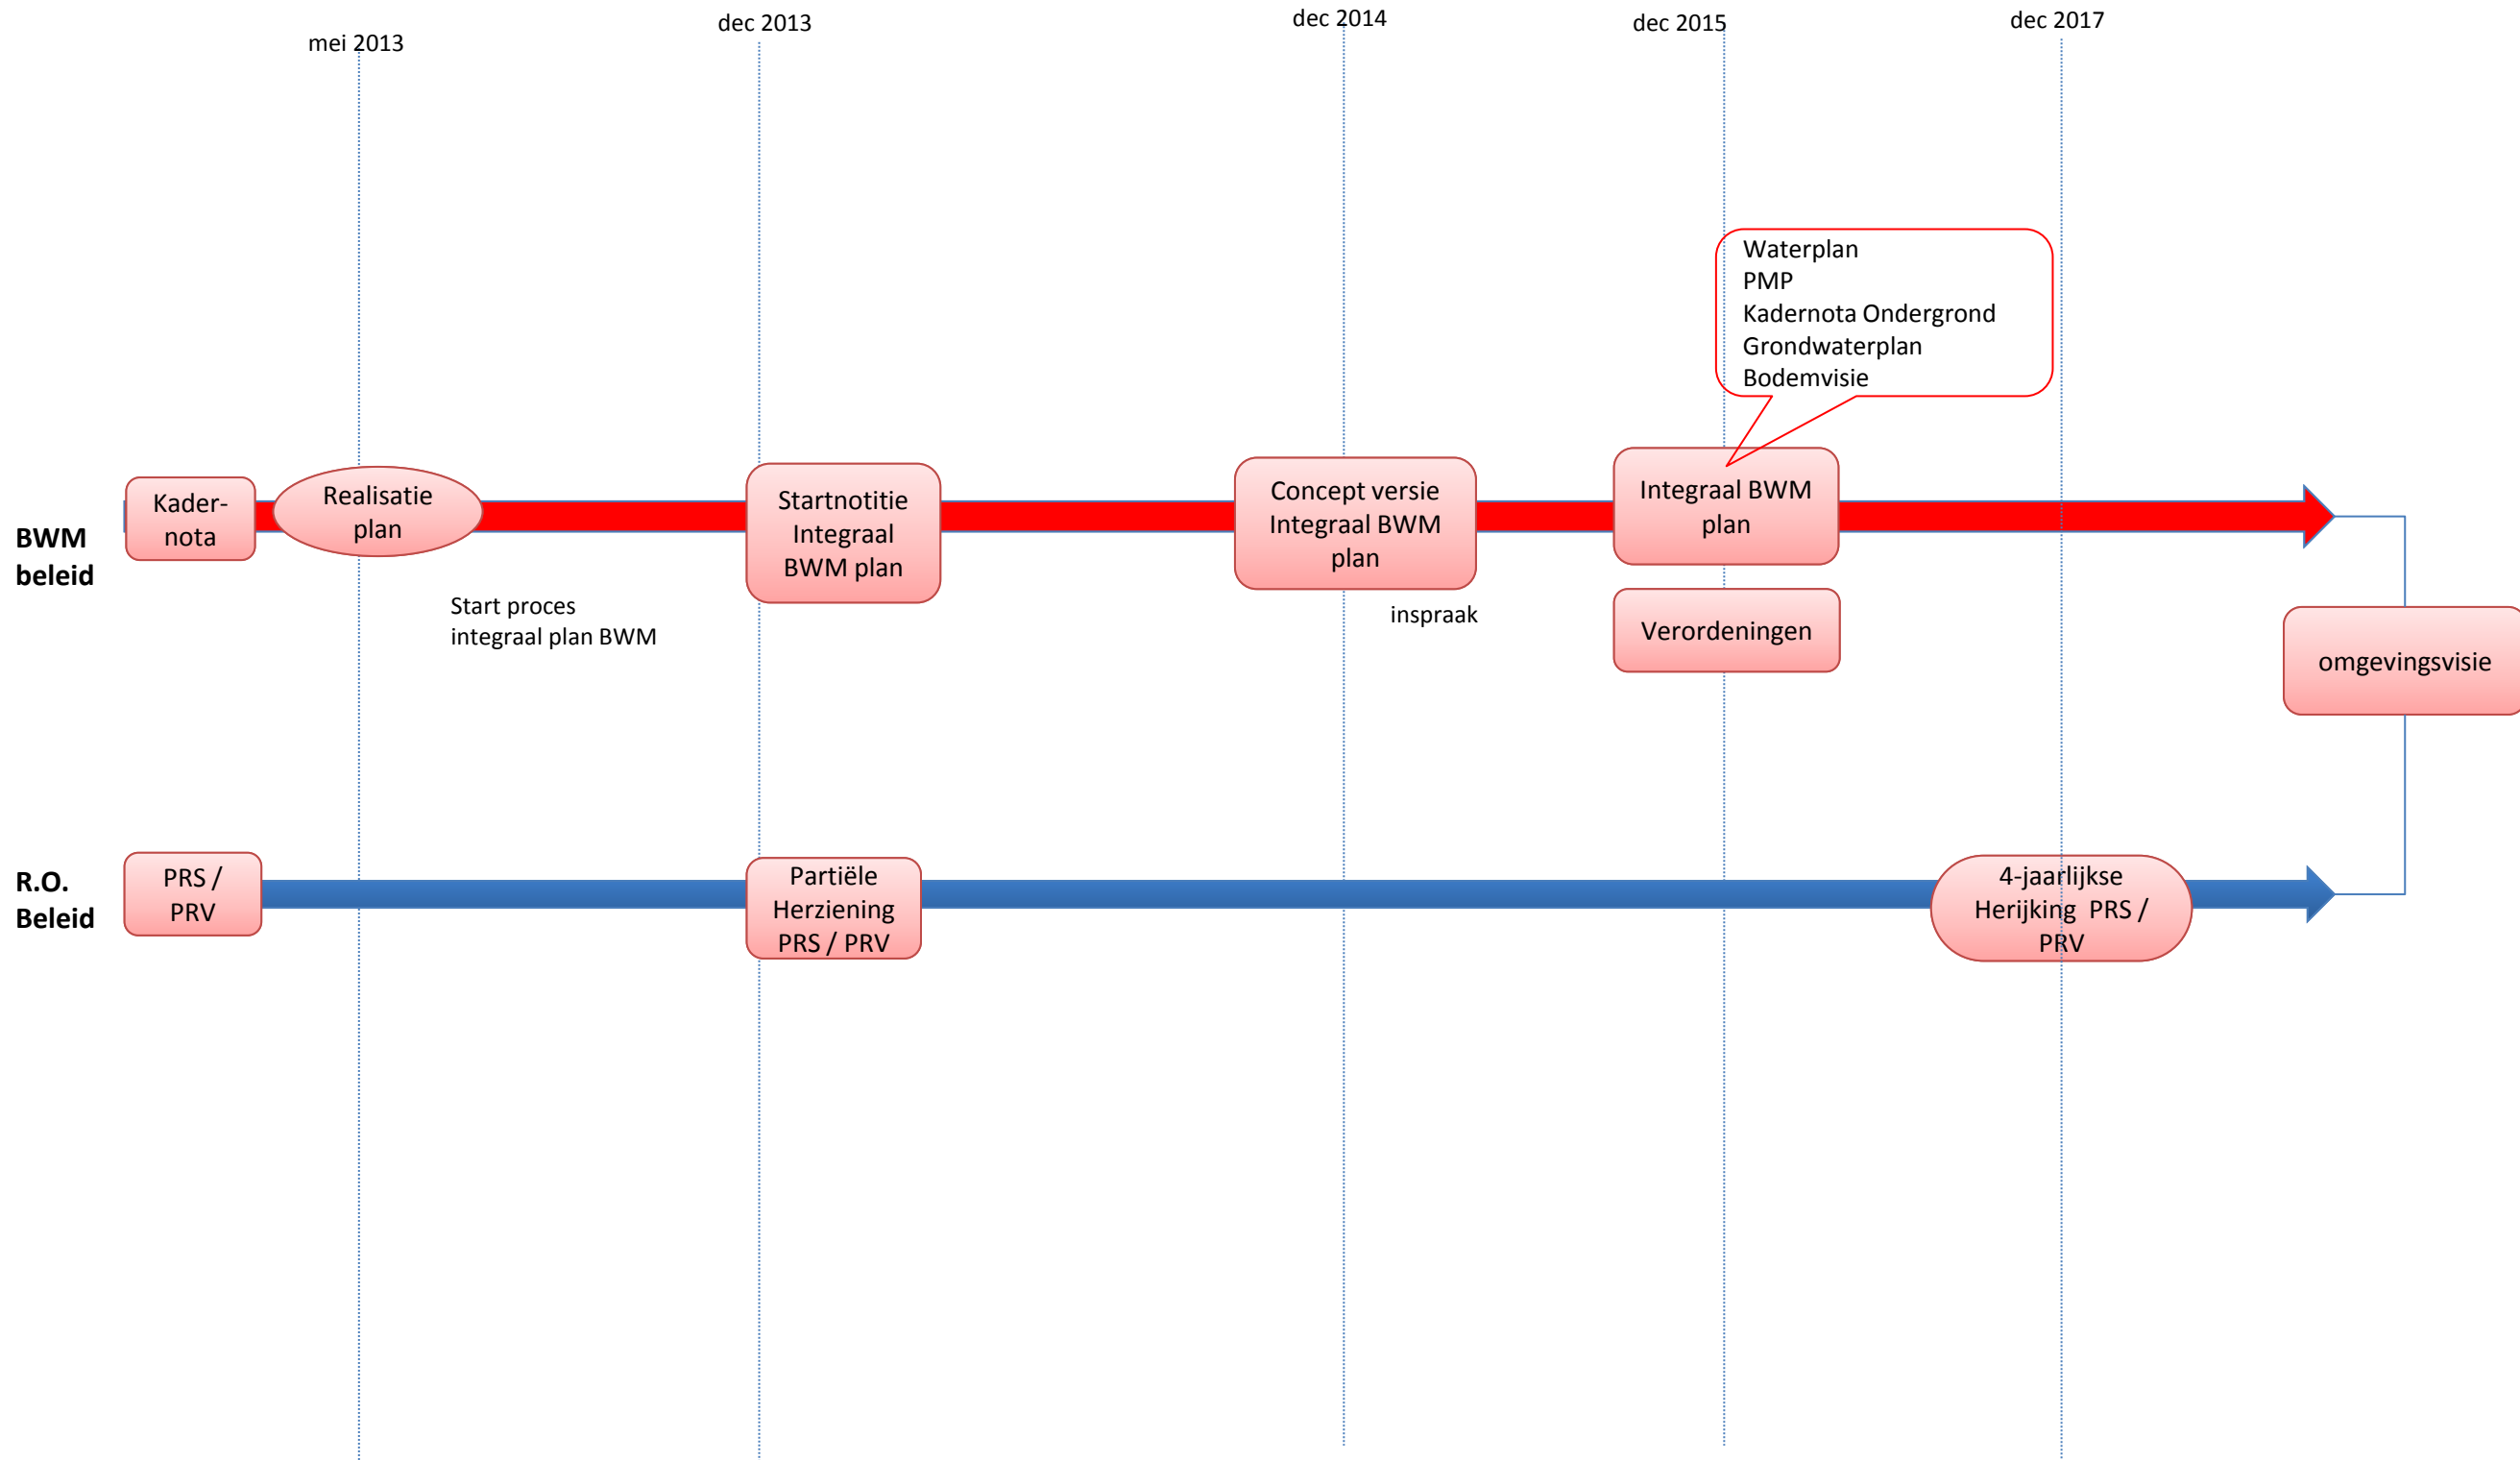 mei 2013
dec 2013
dec 2014
dec 2015
dec 2017
Waterplan
PMP
Kadernota Ondergrond
Grondwaterplan
Bodemvisie
BWM
beleid
Kader-
nota
Realisatie
plan
Startnotitie
Integraal
BWM plan
Concept versie
Integraal BWM
plan
Integraal BWM
plan
Start proces
integraal plan BWM
inspraak
Verordeningen
omgevingsvisie
R.O.
Beleid
PRS /
PRV
Partiële
Herziening
PRS / PRV
4-jaarlijkse
Herijking PRS /
PRV